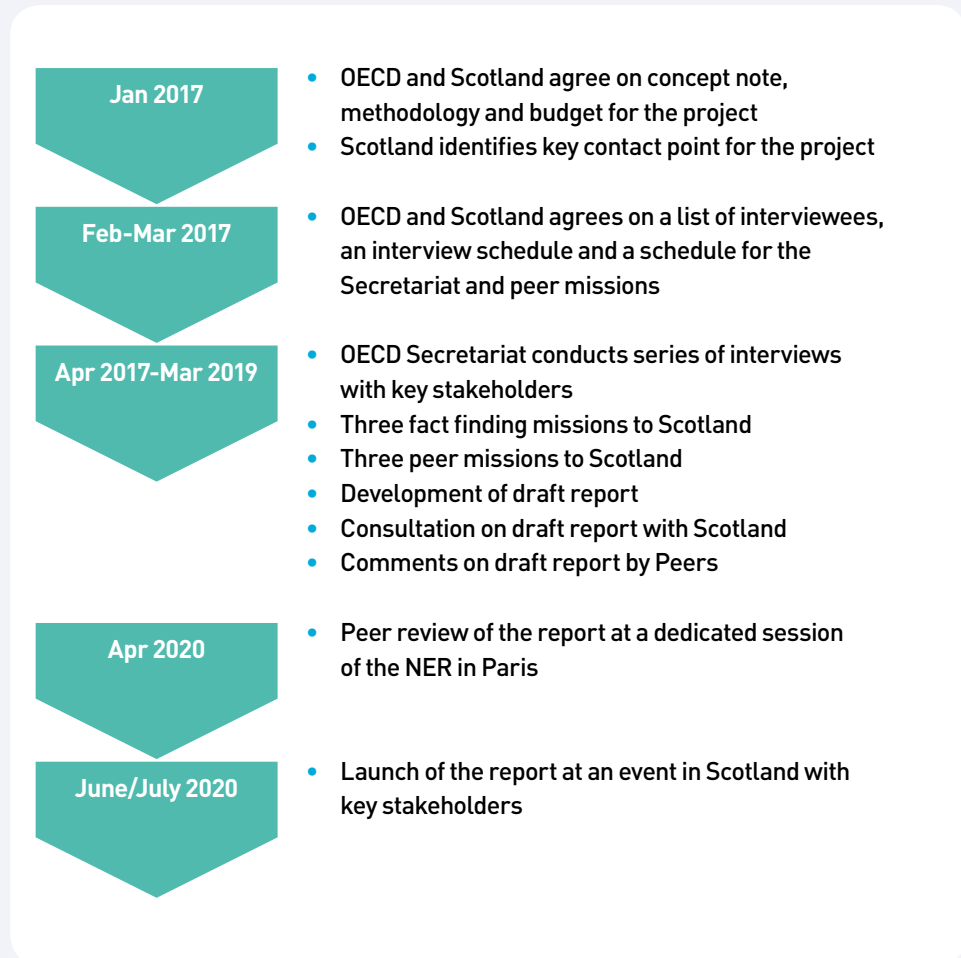 Jan 2017
• OECD and Scotland agree on concept note,
methodology and budget for the project
• Scotland identifies key contact point for the project
Feb-Mar 2017
• OECD and Scotland agrees on a list of interviewees,
an interview schedule and a schedule for the
Secretariat and peer missions
Apr 2017-Mar 2019
• OECD Secretariat conducts series of interviews
with key stakeholders
• Three fact finding missions to Scotland
• Three peer missions to Scotland
• Development of draft report
• Consultation on draft report with Scotland
• Comments on draft report by Peers
Apr 2020
• Peer review of the report at a dedicated session
of the NER in Paris
June/July 2020
• Launch of the report at an event in Scotland with
key stakeholders